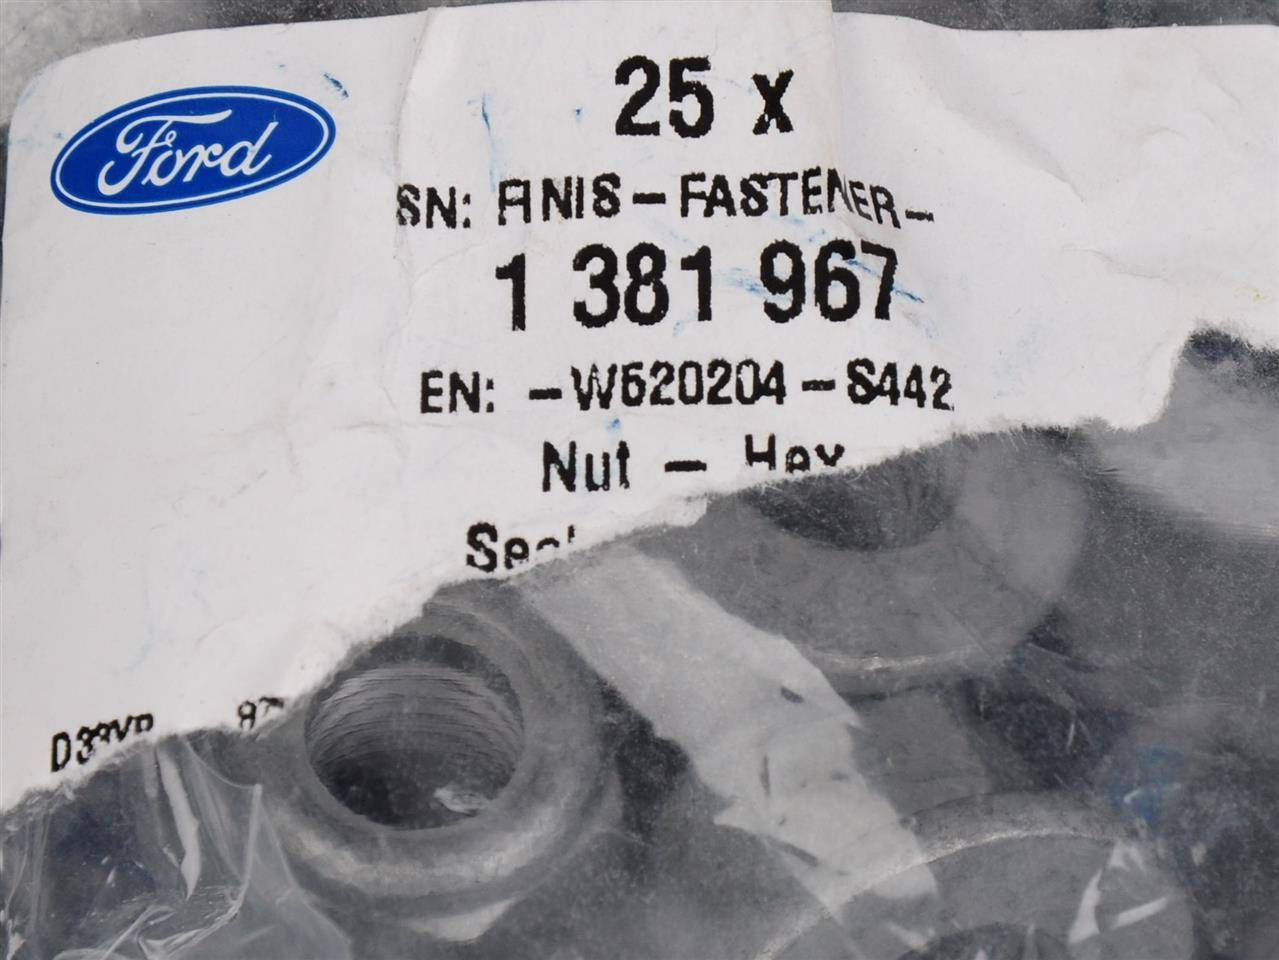 Ford
25 x
SN: FINIS-FASTENER-
1 381 967
EN: -W620204-S442
Nut - Hex